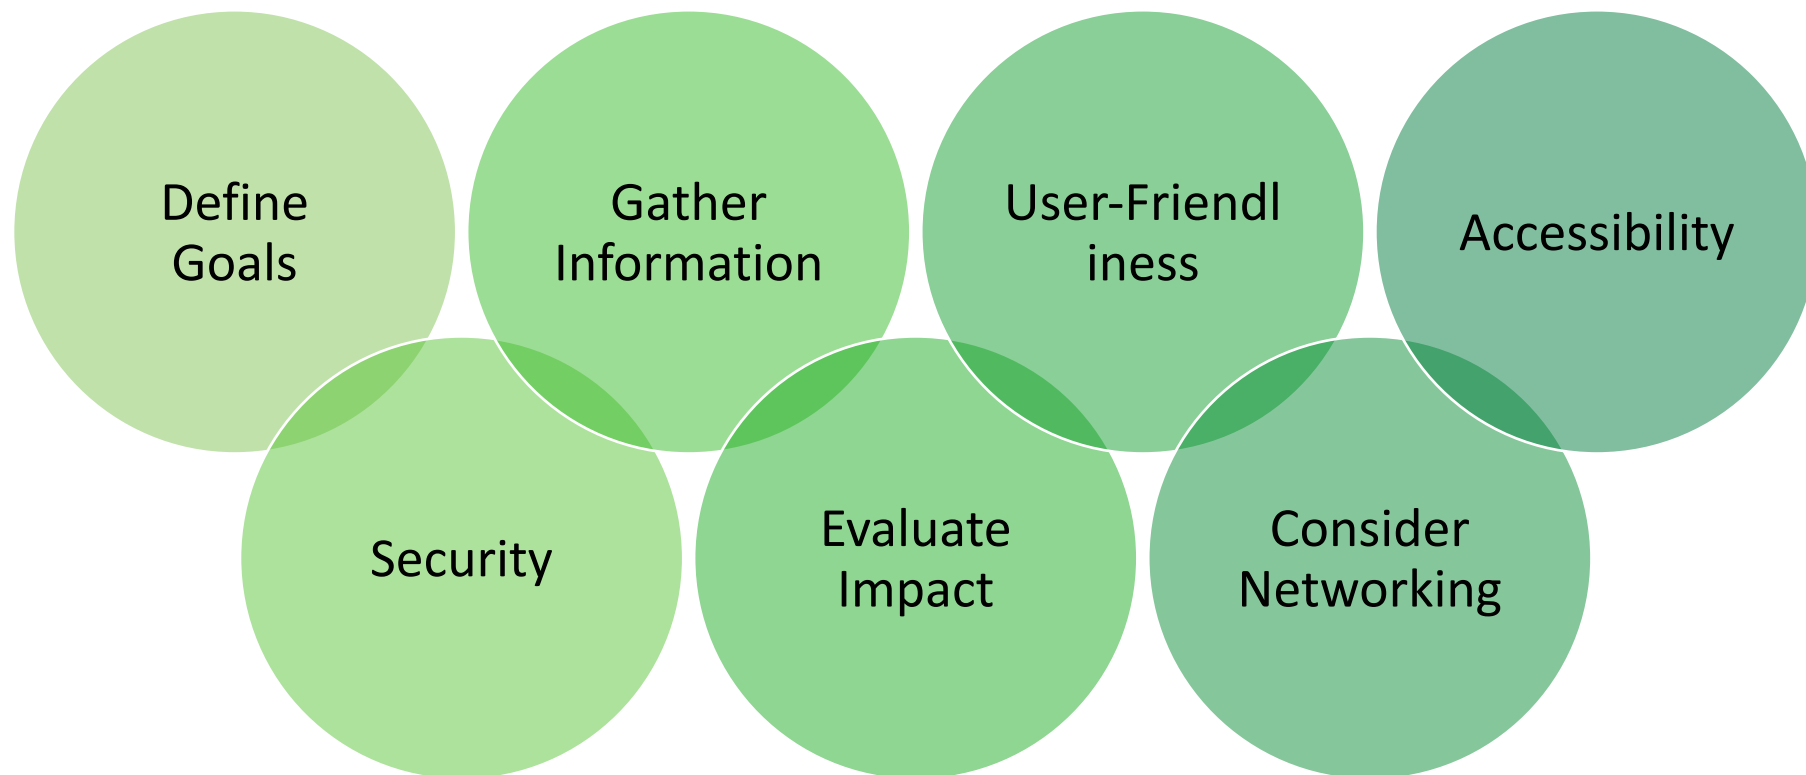 Define
Goals
Gather
Information
User-Friendl
iness
Accessibility
Security
Evaluate
Impact
Consider
Networking